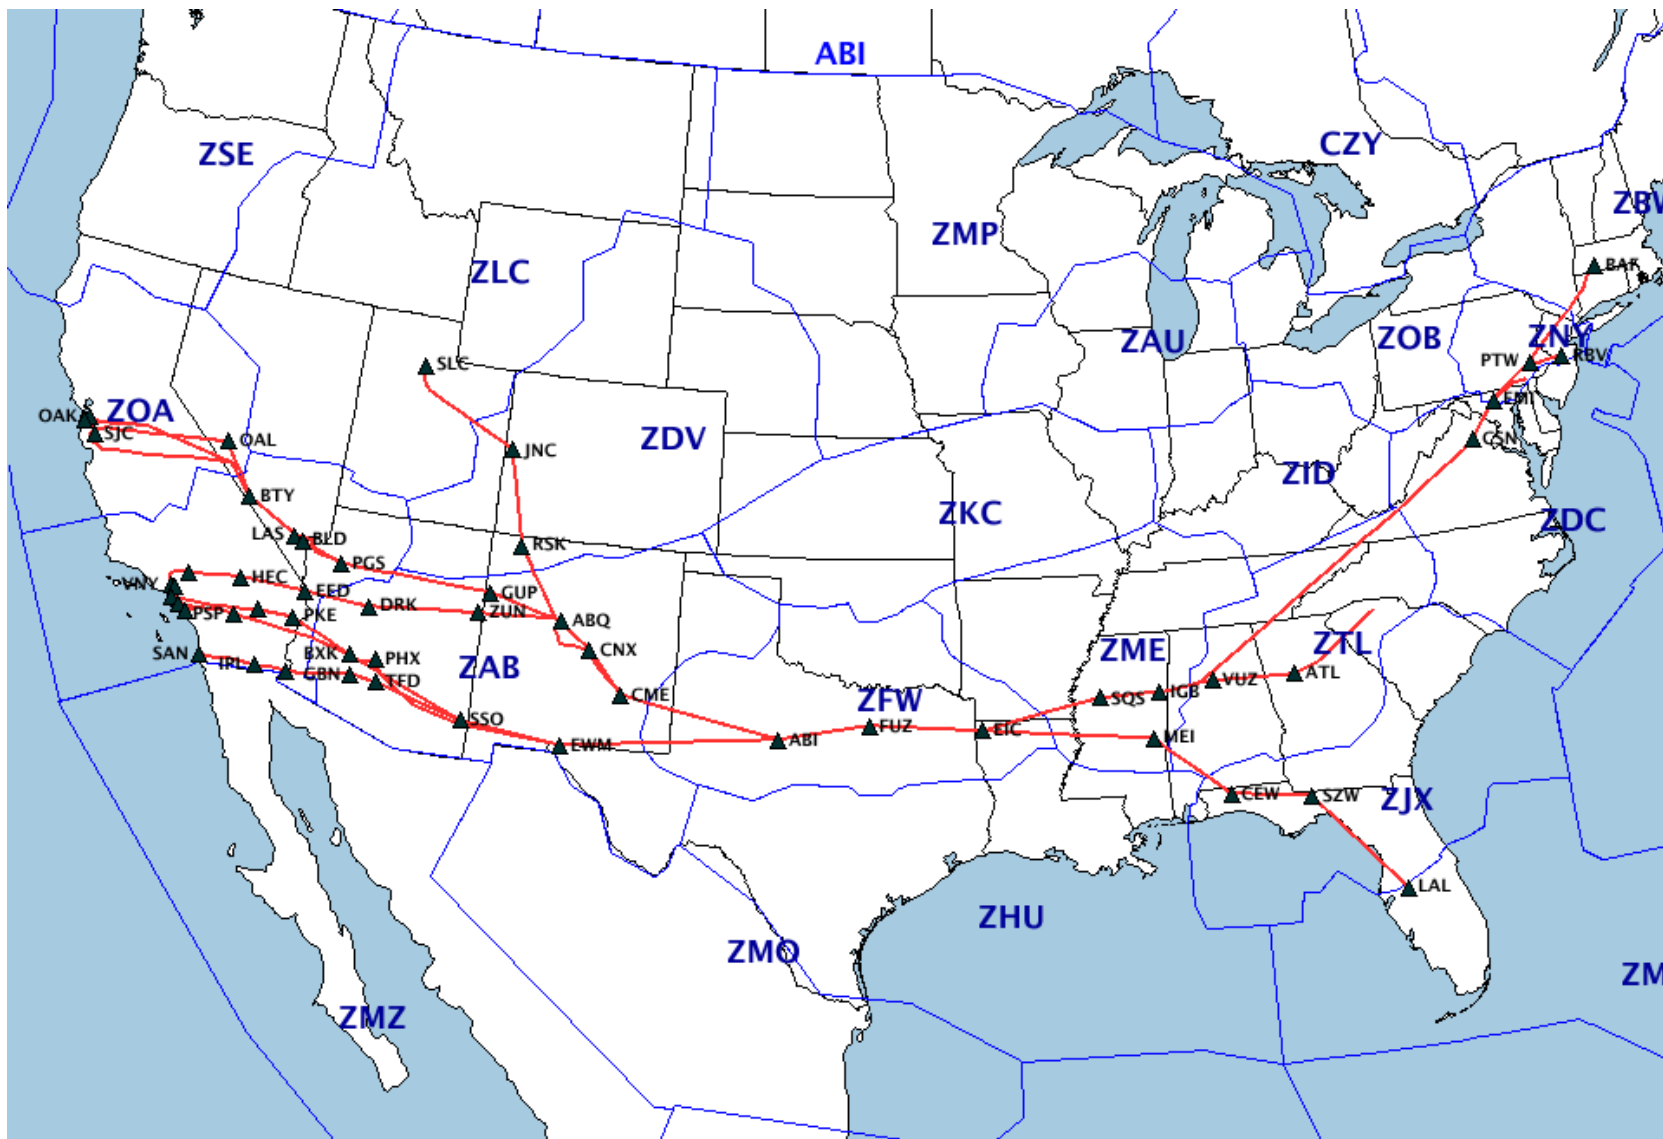 ABI
CZY
ZSE
ZMP
ZLC
BAF
ZAU
ZOB
ZNY
PTW
RBV
SLC
OAK
ZOA
SJC
OAL
EMI
CSN
ZDV
JNC
ZID
BTY
ZKC
ZDC
LAS
BLD
RSK
PGS
VNY
HEC
EED
GUP
DRK
ZUN
ABQ
PSP
PKE
ZTL
CNX
ZME
SAN
BXK
PHX
ZAB
GBN
TFD
VUZ
ATL
CME
ZFW
SQS
IGB
SSO
FUZ
EIC
EWM
ABI
MEI
CEW
SZW
ZJX
LAL
ZHU
ZMO
ZMZ